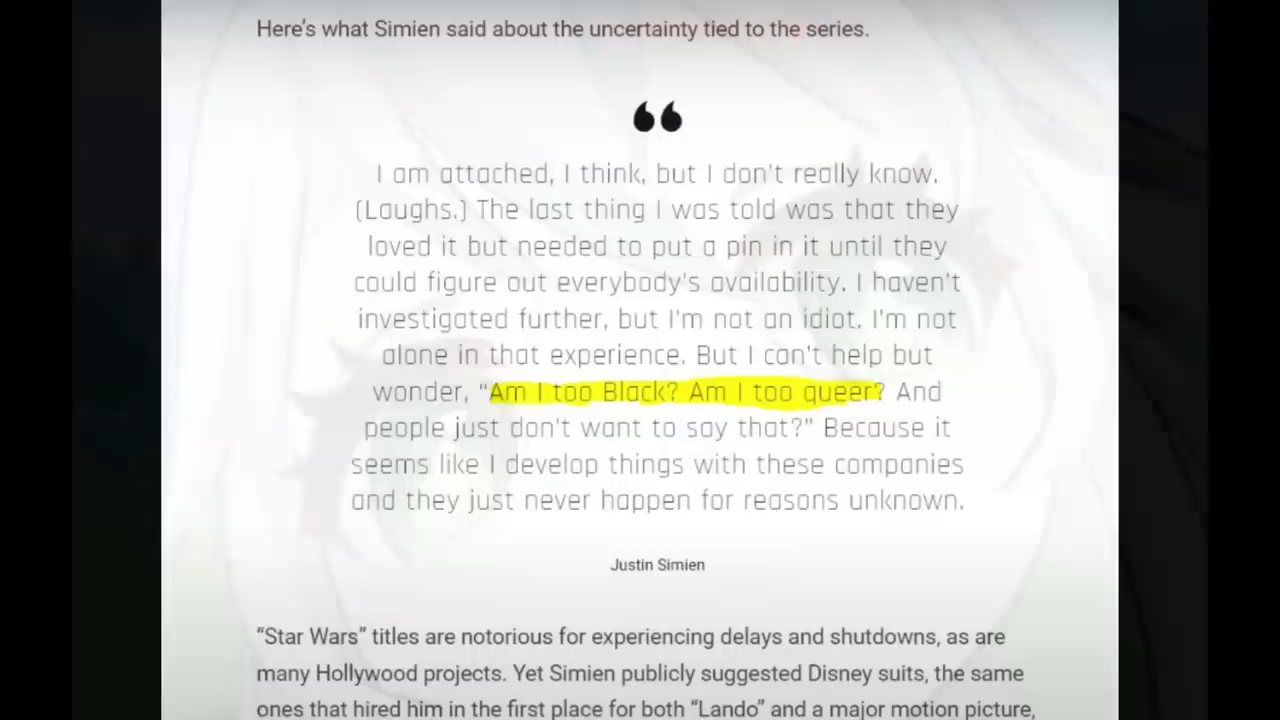 Here's what Simien said about the uncertainty tied to the series.
❝
I am attached, I think, but I don't really know.
(Laughs.) The last thing I was told was that they
loved it but needed to put a pin in it until they
could figure out everybody's availability. I haven't
investigated further, but I'm not an idiot. I'm not
alone in that experience. But I can't help but
wonder, "Am I too Black? Am I too queer? And
people just don't want to say that?" Because it
seems like I develop things with these companies
and they just never happen for reasons unknown.
Justin Simien
“Star Wars” titles are notorious for experiencing delays and shutdowns, as are
many Hollywood projects. Yet Simien publicly suggested Disney suits, the same
ones that hired him in the first place for both “Lando” and a major motion picture,